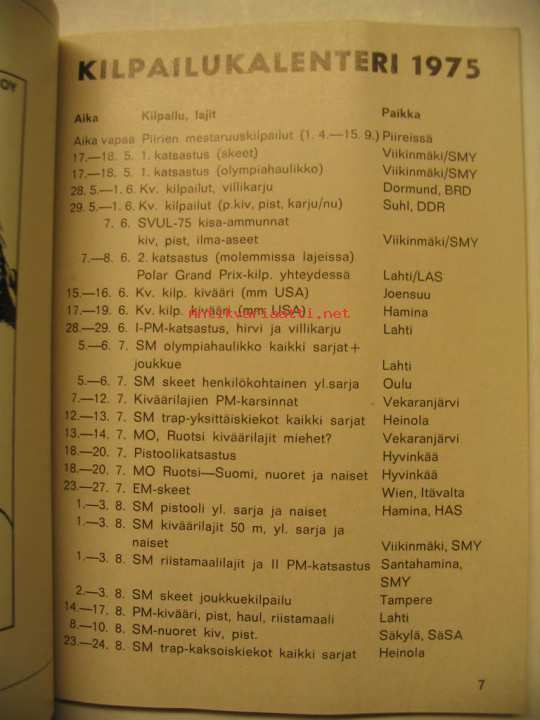 OY
KILPAILUKALENTERI 1975
Aika Kilpailu, lajit Paikka
Aika vapaa Piirien mestaruuskilpailut (1. 4.—15. 9.) Piireissä
17.—18. 5. 1. katsastus (skeet) Viikinmäki/SMY
17.—18. 5. 1. katsastus (olympiahaulikko) Viikinmäki/SMY
28. 5.—1. 6. Kv. kilpailut, villikarju Dormund, BRD
29. 5.—1. 6. Kv. kilpailut (p.kiv, pist, karju/nu) Suhl, DDR
7. 6. SVUL-75 kisa-ammunnat
kiv, pist, ilma-aseet Viikinmäki/SMY
7.—8. 6. 2. katsastus (molemmissa lajeissa)
Polar Grand Prix-kilp. yhteydessä Lahti/LAS
15.—16. 6. Kv. kilp. kivääri (mm USA) Joensuu
17.—19. 6. Kv. kilp. kivääri (mm USA) Hamina
antikvariaatti.net
28.—29. 6. I-PM-katsastus, hirvi ja villikarju Lahti
5.—6. 7. SM olympiahaulikko kaikki sarjat+
joukkue Lahti
5.—6. 7. SM skeet henkilökohtainen yl.sarja Oulu
7.—12. 7. Kiväärilajien PM-karsinnat Vekaranjärvi
12.—13. 7. SM trap-yksittäiskiekot kaikki sarjat Heinola
13.—14. 7. MO, Ruotsi kiväärilajit miehet? Vekaranjärvi
18.—20. 7. Pistoolikatsastus Hyvinkää
18.—20. 7. MO Ruotsi—Suomi, nuoret ja naiset Hyvinkää
23.—27. 7. EM-skeet Wien, Itävalta
1.—3. 8. SM pistooli yl. sarja ja naiset Hamina, HAS
1.—3. 8. SM kiväärilajit 50 m, yl. sarja ja
naiset Viikinmäki, SMY
1.—3. 8. SM riistamaalilajit ja II PM-katsastus Santahamina,
SMY
2.—3. 8. SM skeet joukkuekilpailu Tampere
14.—17. 8. PM-kivääri, pist, haul, riistamaali Lahti
8.—10. 8. SM-nuoret kiv, pist. Säkylä, SäSA
23.—24. 8. SM trap-kaksoiskiekot kaikki sarjat Heinola
7